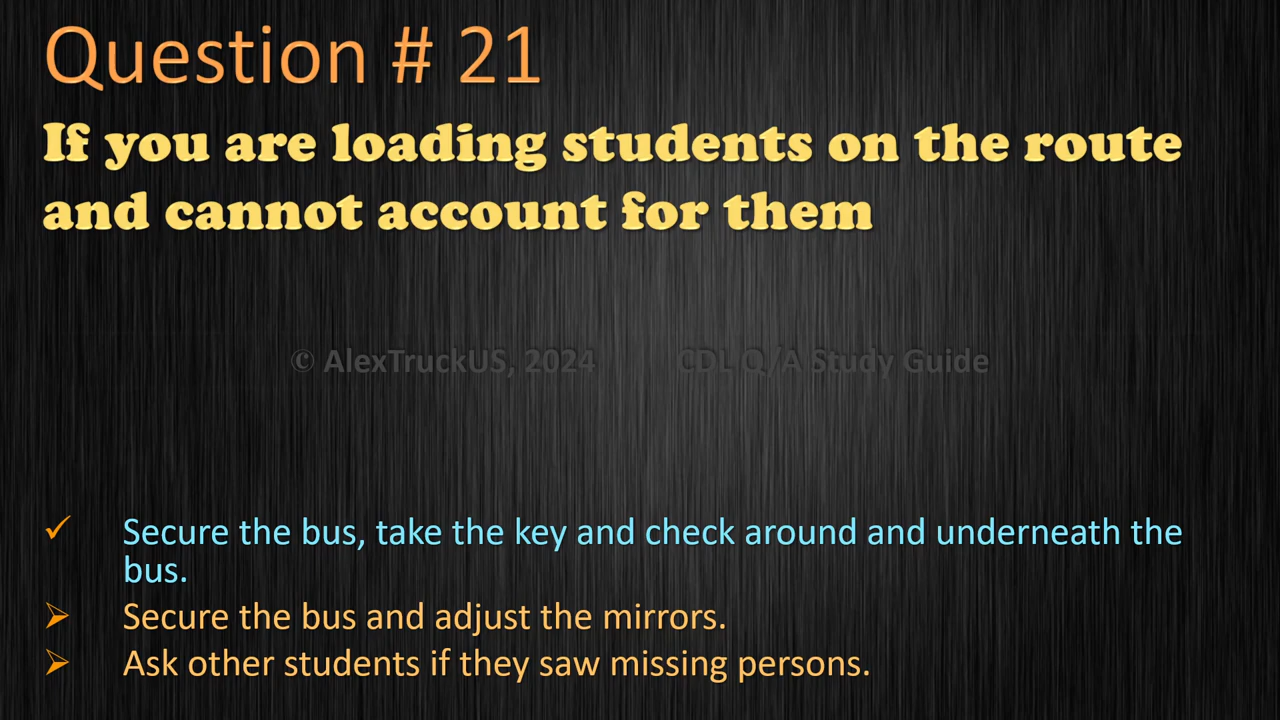 Question # 21
If you are loading students on the route
and cannot account for them
© AlexTruckUS, 2024 CDL Q/A Study Guide
Secure the bus, take the key and check around and underneath the
bus.
Secure the bus and adjust the mirrors.
Ask other students if they saw missing persons.